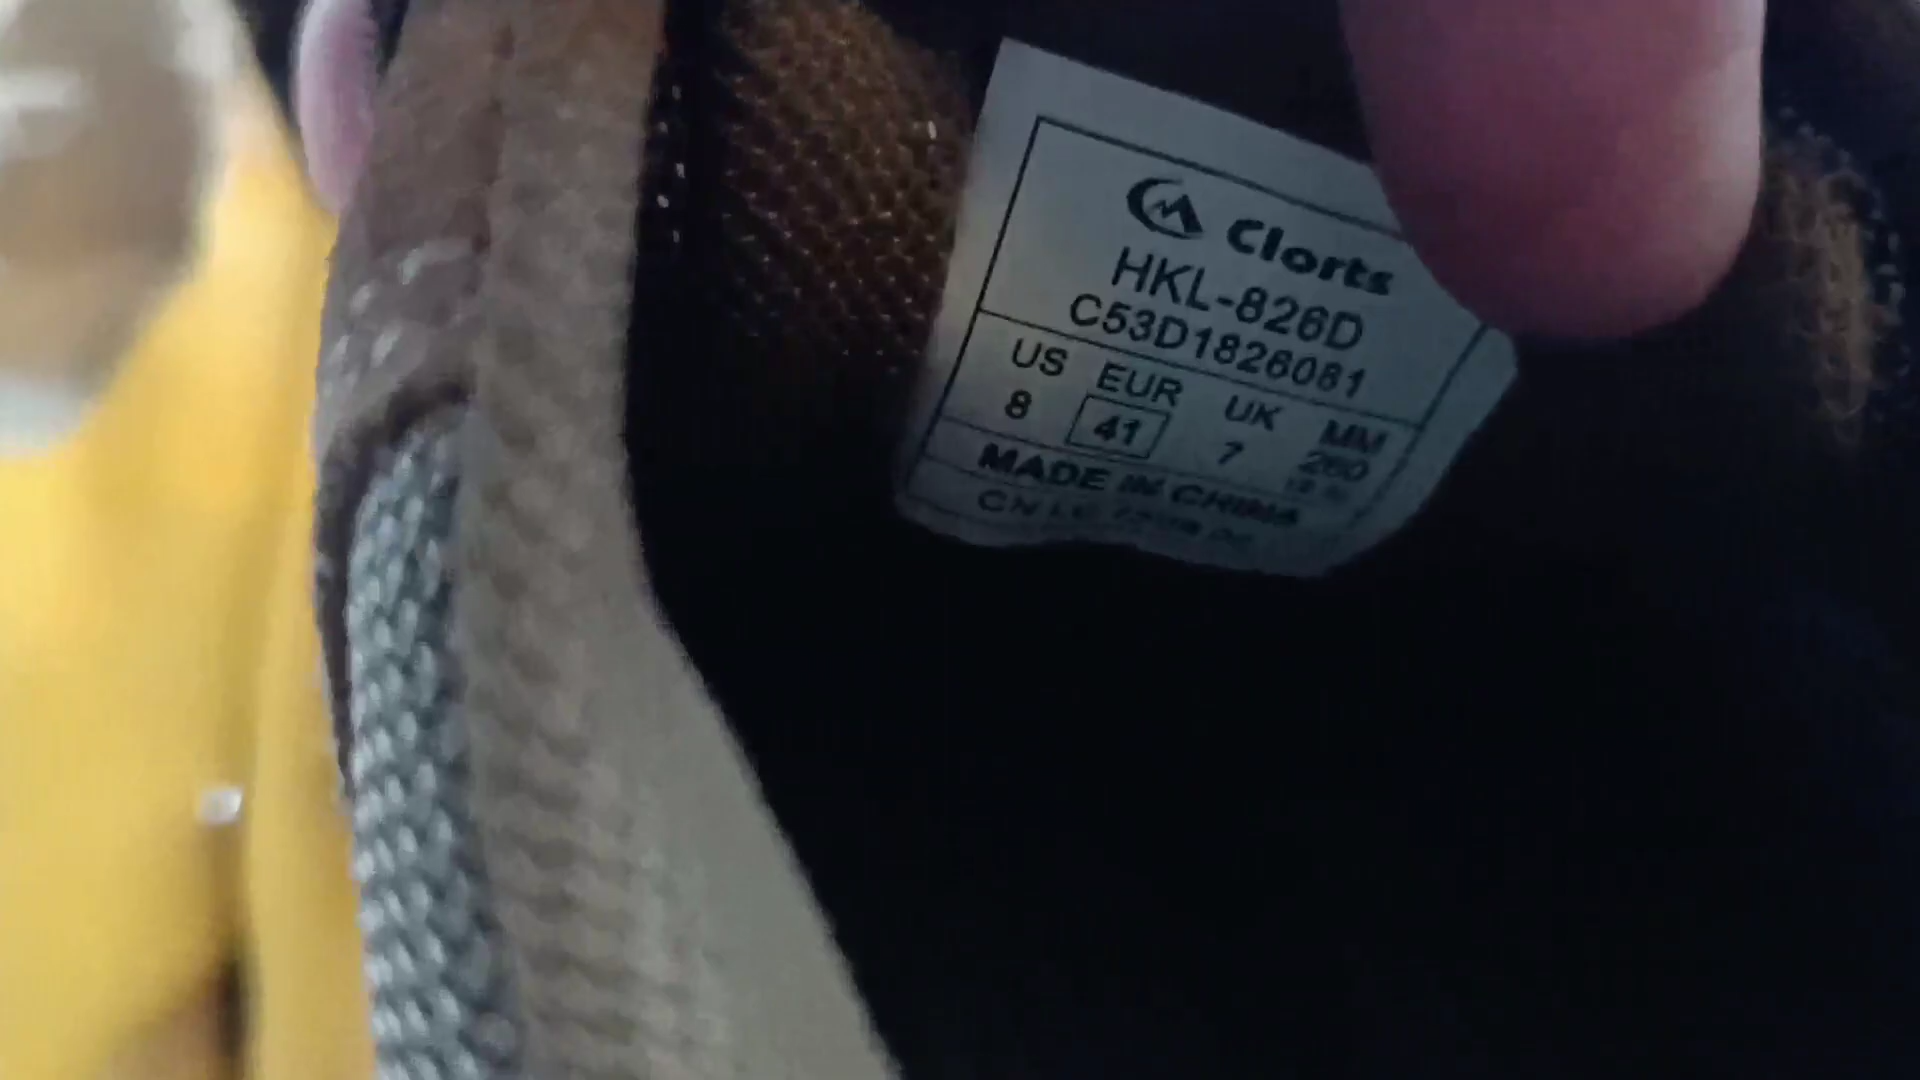 Clorts
HKL-826D
C53D1826081
US EUR UK MM
8 41 7 260
MADE IN CHINA